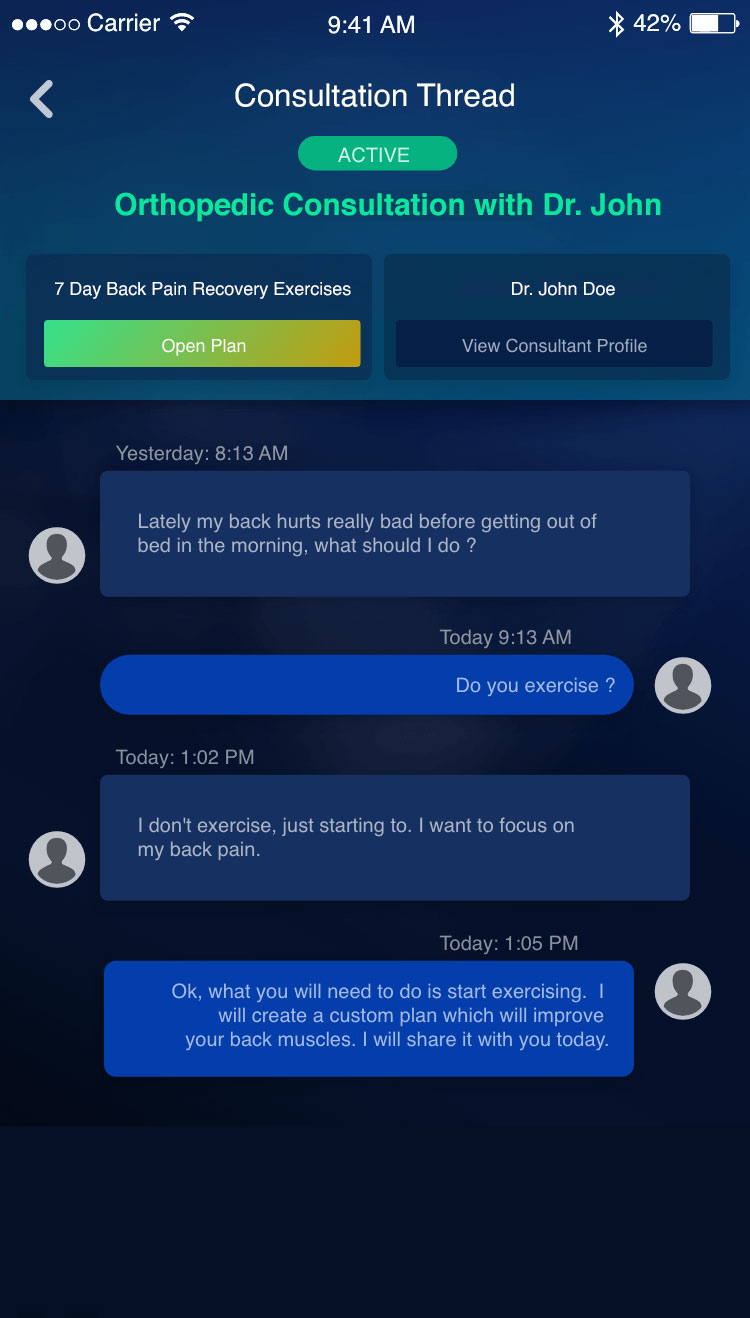 Carrier 9:41 AM 42%
Consultation Thread
ACTIVE
Orthopedic Consultation with Dr. John
7 Day Back Pain Recovery Exercises
Open Plan
Dr. John Doe
View Consultant Profile
Yesterday: 8:13 AM
Lately my back hurts really bad before getting out of
bed in the morning, what should I do ?
Today 9:13 AM
Do you exercise ?
Today: 1:02 PM
I don't exercise, just starting to. I want to focus on
my back pain.
Today: 1:05 PM
Ok, what you will need to do is start exercising.  I
will create a custom plan which will improve
your back muscles. I will share it with you today.